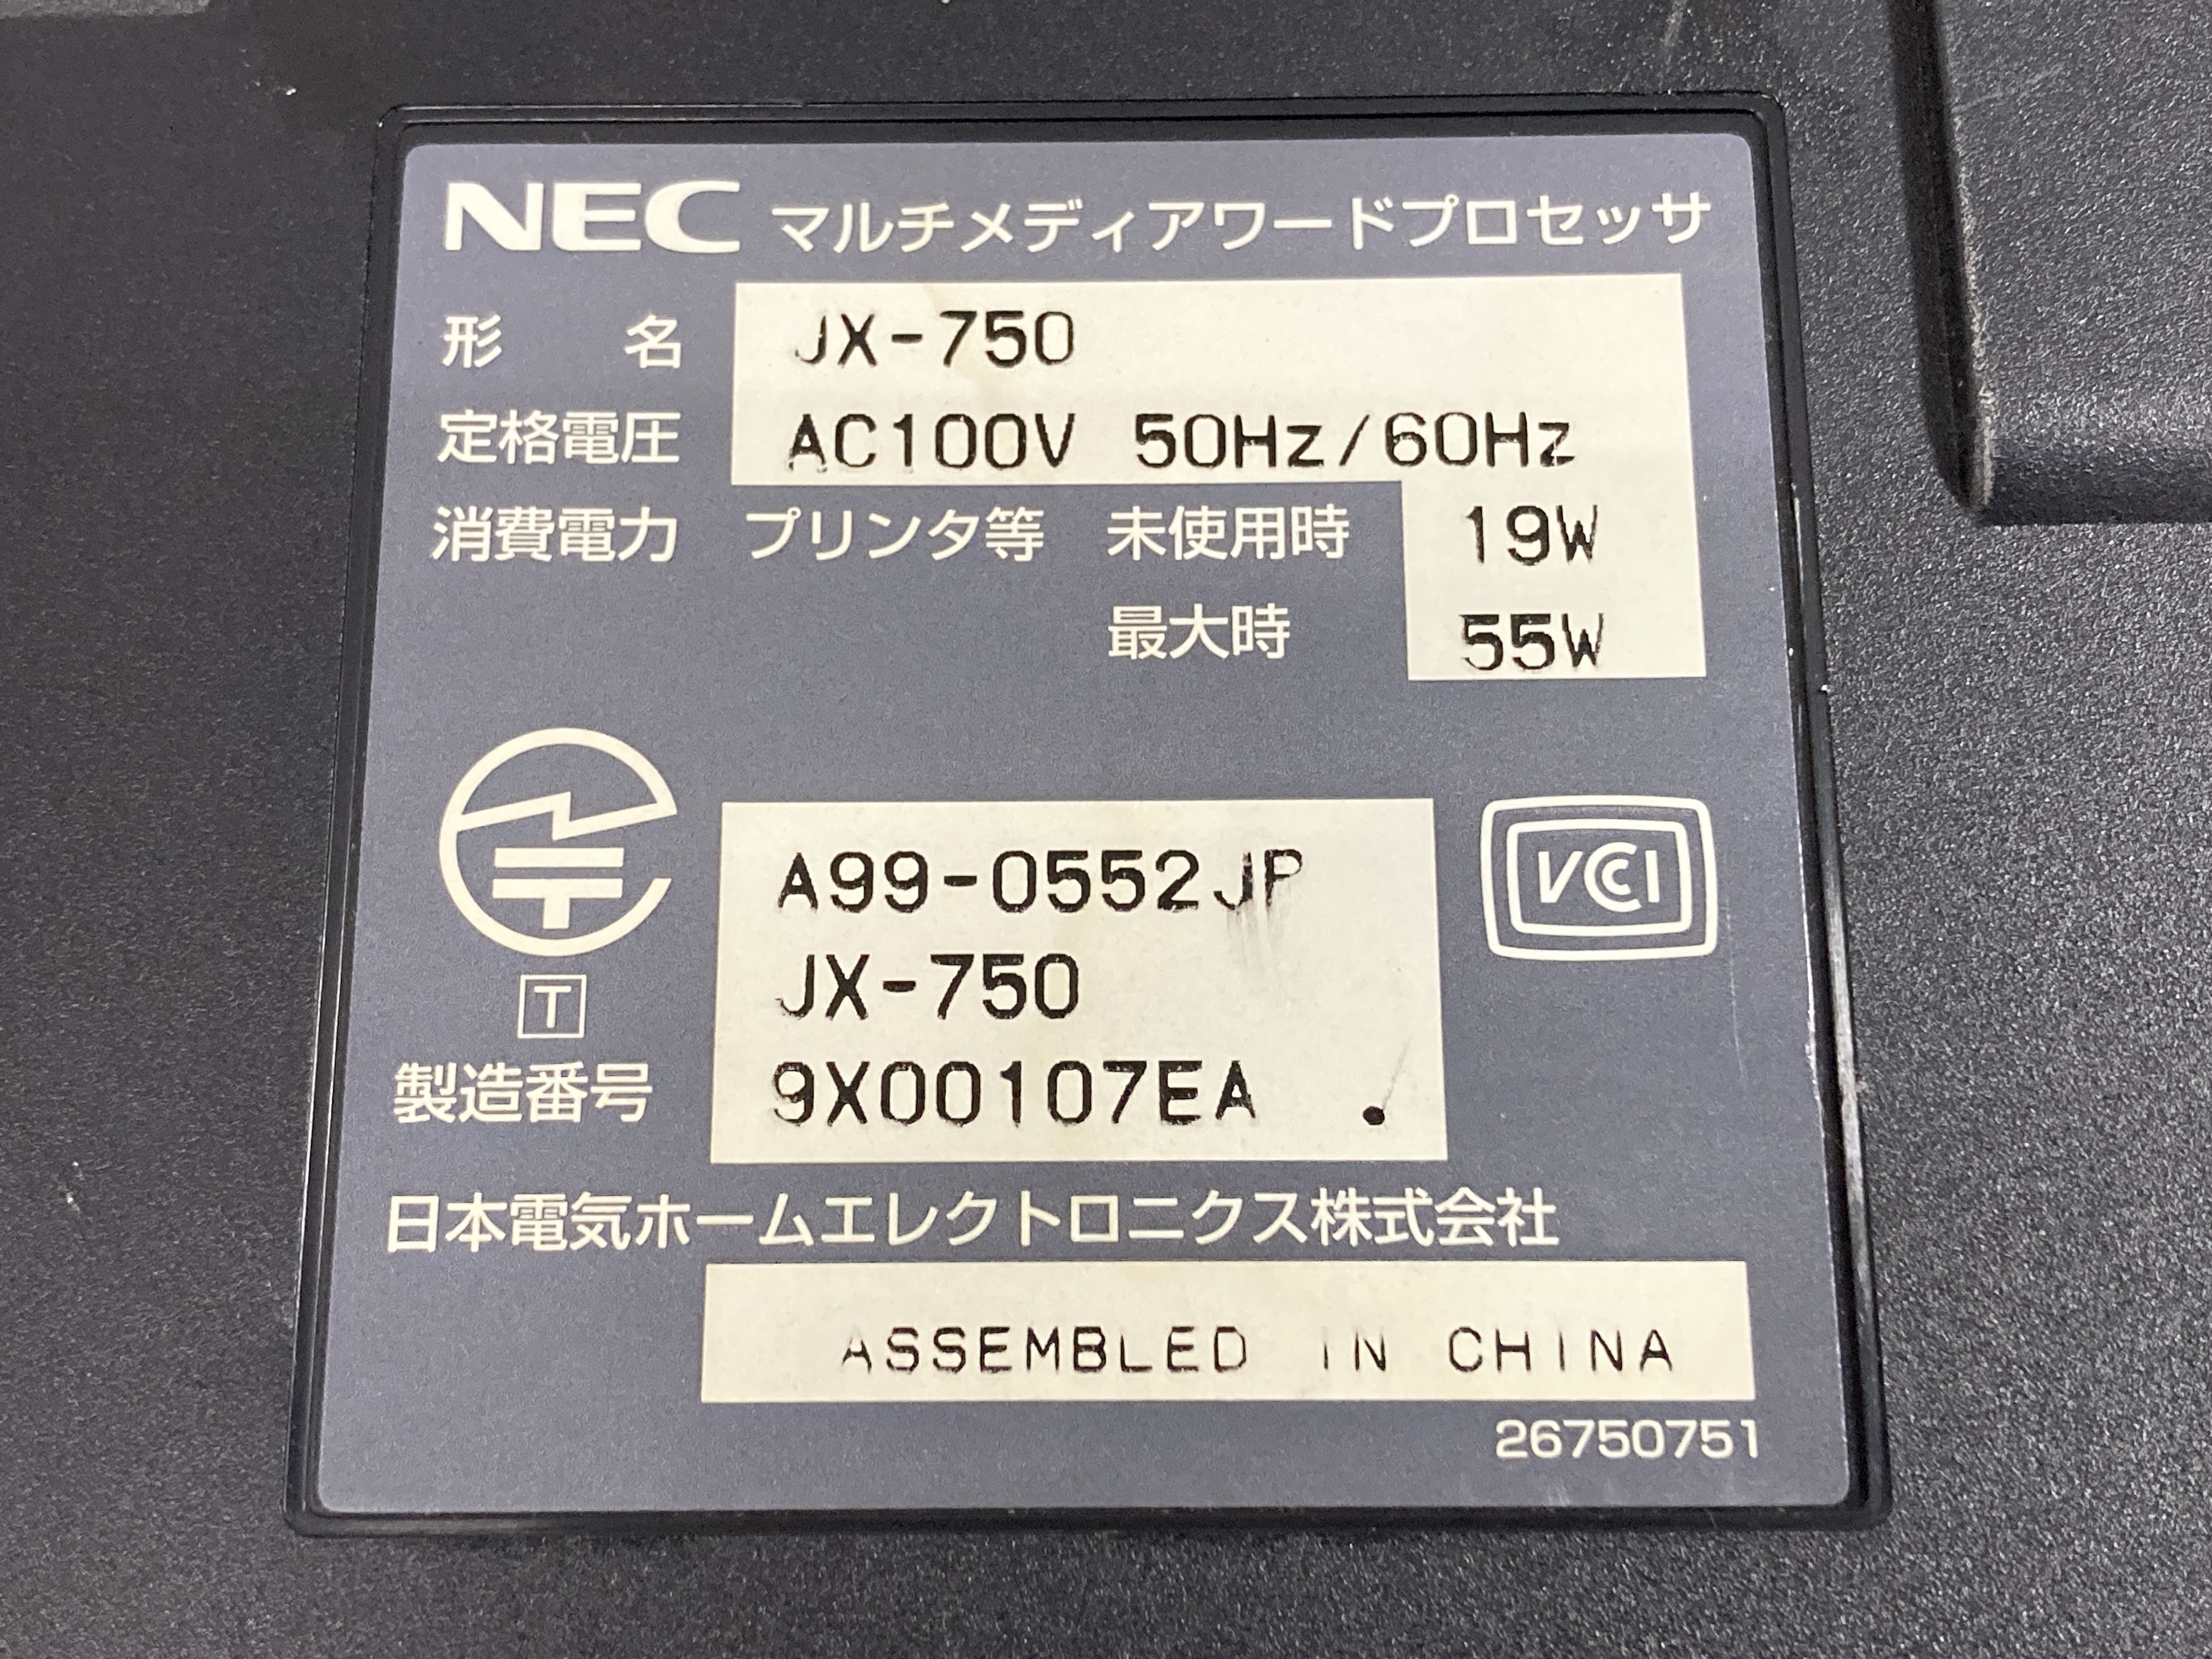 NEC マルチメディアワードプロセッサ
形名 JX-750
定格電圧 AC100V 50Hz/60Hz
消費電力 プリンタ等 未使用時 19W
最大時 55W
A99-0552JP
VCCI
JX-750
T
製造番号 9X00107EA .
日本電気ホームエレクトロニクス株式会社
ASSEMBLED IN CHINA
26750751